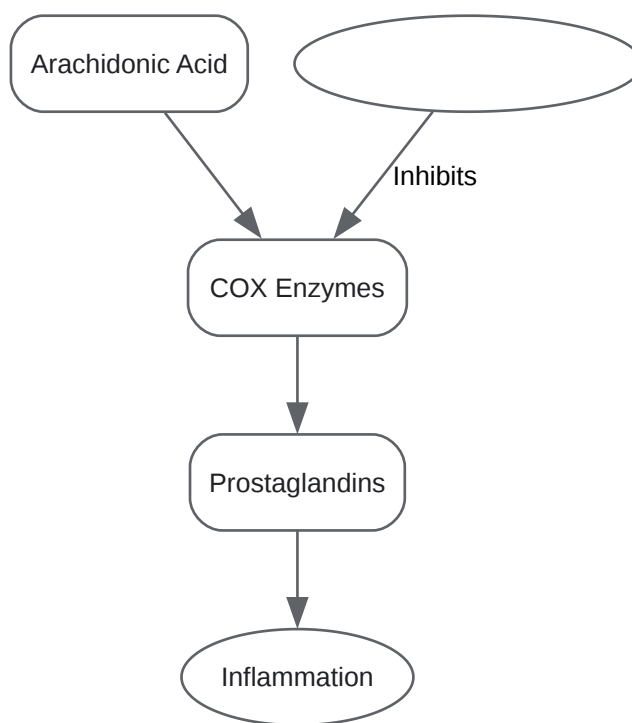 Arachidonic Acid
Inhibits
COX Enzymes
Prostaglandins
Inflammation